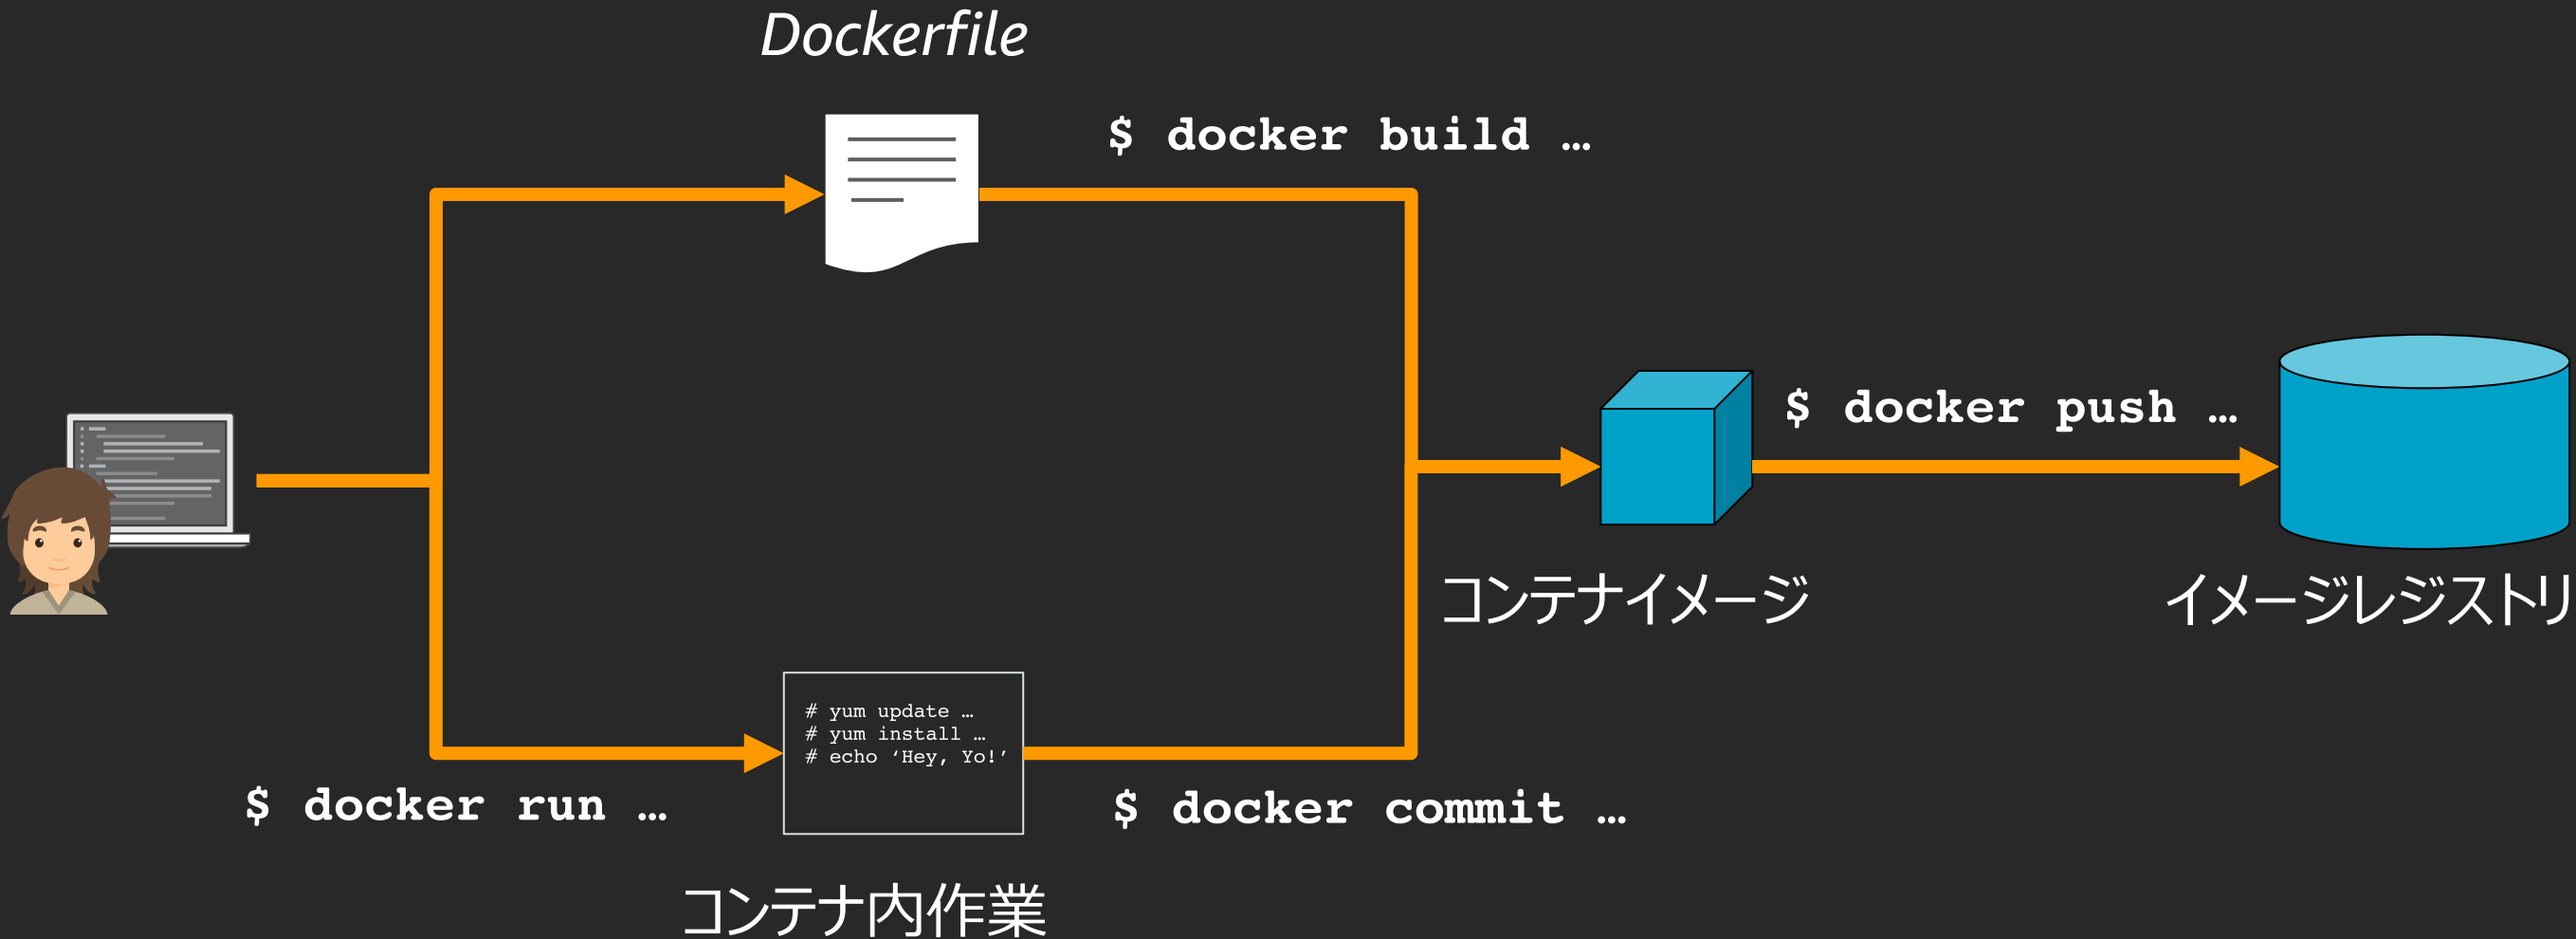 Dockerfile
$ docker build …
$ docker push …
コンテナイメージ
イメージレジストリ
# yum update …
# yum install …
# echo ‘Hey, Yo!’
$ docker run …
$ docker commit …
コンテナ内作業